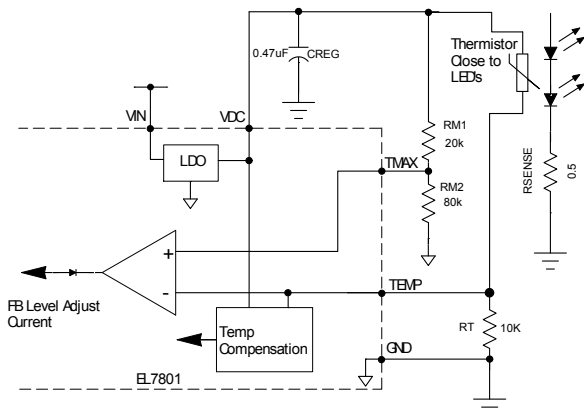 0.47uF CREG
Thermistor
Close to
LED's
VIN
VDC
RM1
20k
LDO
TMAX
RM2
80k
RSENSE
0.5
+
-
TEMP
FB Level Adjust
Current
Temp
Compensation
RT
10K
GND
EL7801